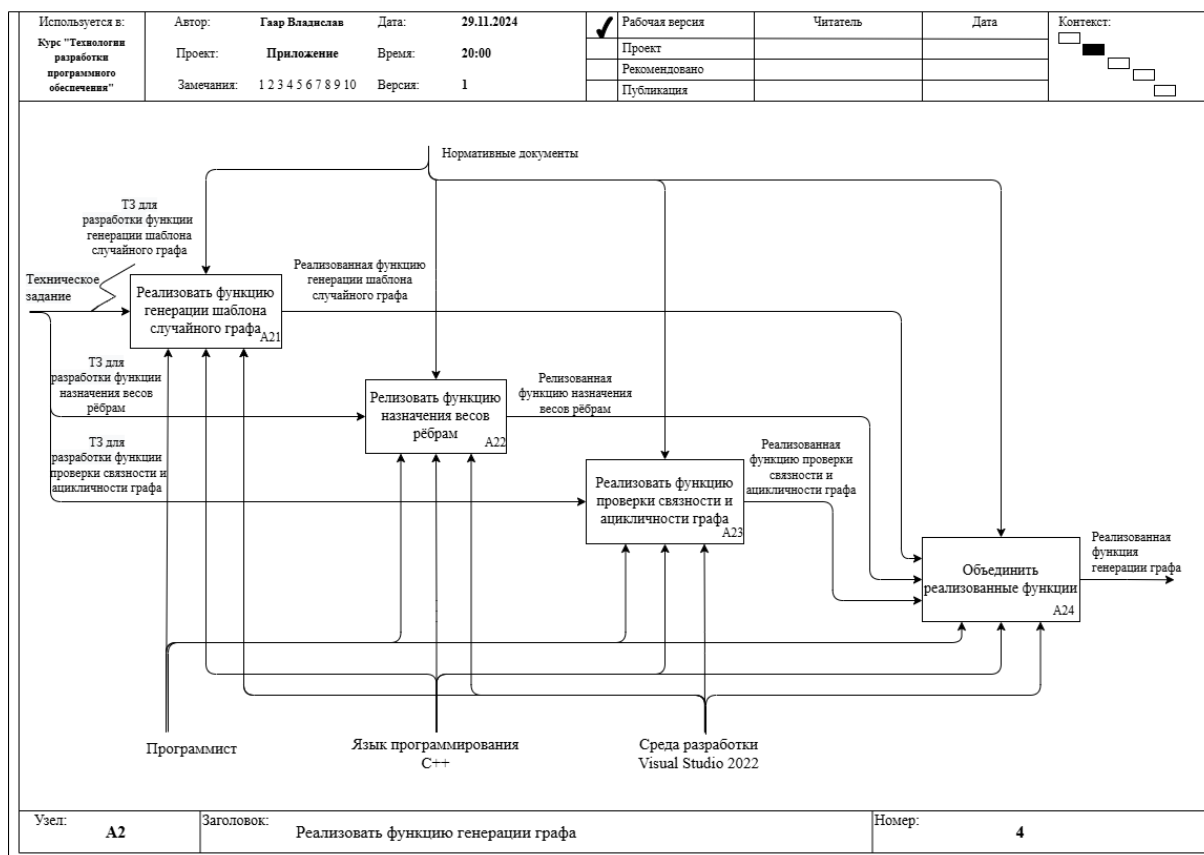 Используется в:
Курс "Технологии
разработки
программного
обеспечения"
Автор:
Гаар Владислав
Дата:
29.11.2024
Проект:
Приложение
Время:
20:00
Замечания:
1 2 3 4 5 6 7 8 9 10
Версия:
1
Рабочая версия
Проект
Рекомендовано
Публикация
Читатель
Дата
Контекст:
Нормативные документы
ТЗ для
разработки функции
генерации шаблона
случайного графа
Техническое
задание
Реализовать функцию
генерации шаблона
случайного графа
A21
Реализованная функцию
генерации шаблона
случайного графа
ТЗ для
разработки функции
назначения весов
рёбрам
Релизовать функцию
назначения весов
рёбрам
A22
Релизованная
функцию назначения
весов рёбрам
ТЗ для
разработки функции
проверки связности и
ацикличности графа
Реализовать функцию
проверки связности и
ацикличности графа
A23
Реализованная
функцию проверки
связности и
ацикличности графа
Объединить
реализованные функции
A24
Реализованная
функция
генерации графа
Программист
Язык программирования
C++
Среда разработки
Visual Studio 2022
Узел:
A2
Заголовок:
Реализовать функцию генерации графа
Номер:
4